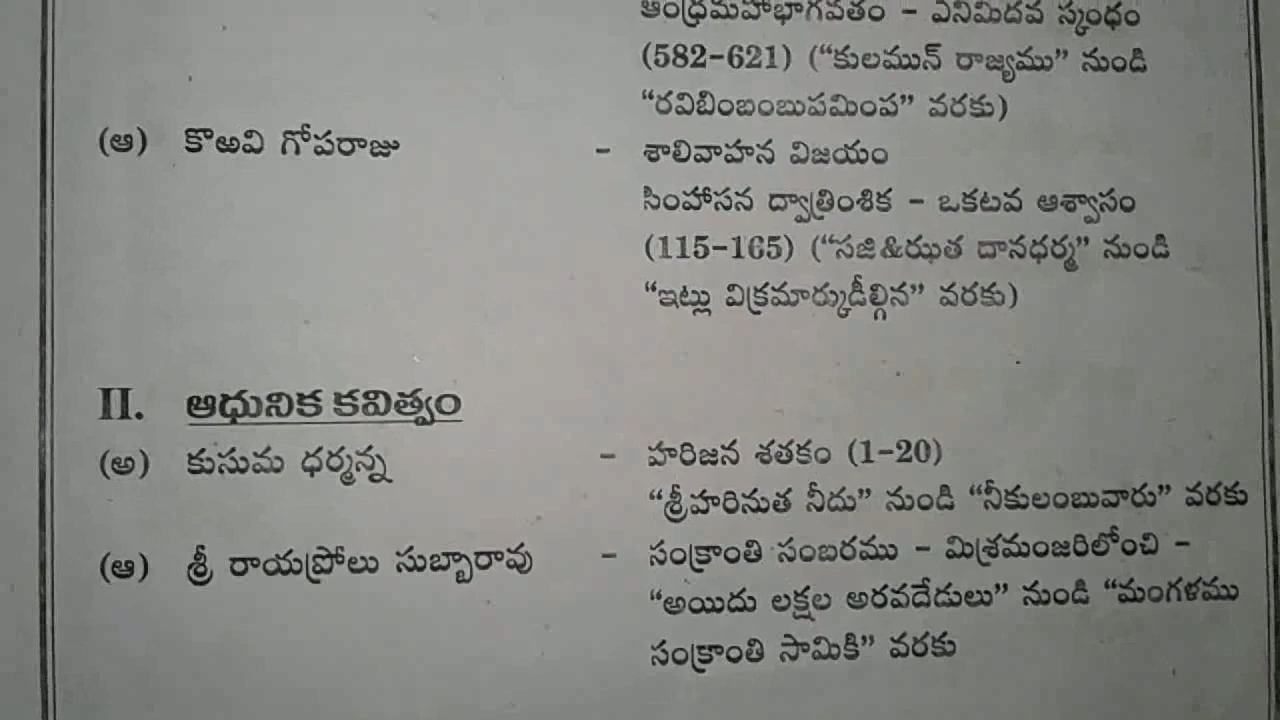 ఆంధ్రమహాభాగవతం - ఎనిమిదవ స్కంధం
(582-621) ("కులమున్ రాజ్యము" నుండి
"రవిబింబంబుపమింప" వరకు)
(ఆ) కొఱవి గోపరాజు - శాలివాహన విజయం
సింహాసన ద్వాత్రింశిక - ఒకటవ ఆశ్వాసం
(115-165) ("సజి&ఝత దానధర్మ" నుండి
"ఇట్లు విక్రమార్కుడీల్గిన" వరకు)
II. ఆధునిక కవిత్వం
(అ) కుసుమ ధర్మన్న - హరిజన శతకం (1-20)
"శ్రీహరినుత నీదు" నుండి "నీకులంబువారు" వరకు
(ఆ) శ్రీ రాయప్రోలు సుబ్బారావు - సంక్రాంతి సంబరము - మిశ్రమంజరిలోంచి -
"అయిదు లక్షల అరవదేడులు" నుండి "మంగళము
సంక్రాంతి సామికి" వరకు